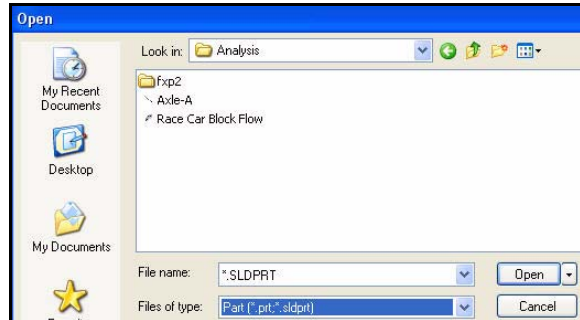 Open
Look in: Analysis
My Recent
Documents
Desktop
My Documents
fxp2
Axle-A
Race Car Block Flow
File name: *.SLDPRT Open
Files of type: Part (*.prt;*.sldprt) Cancel